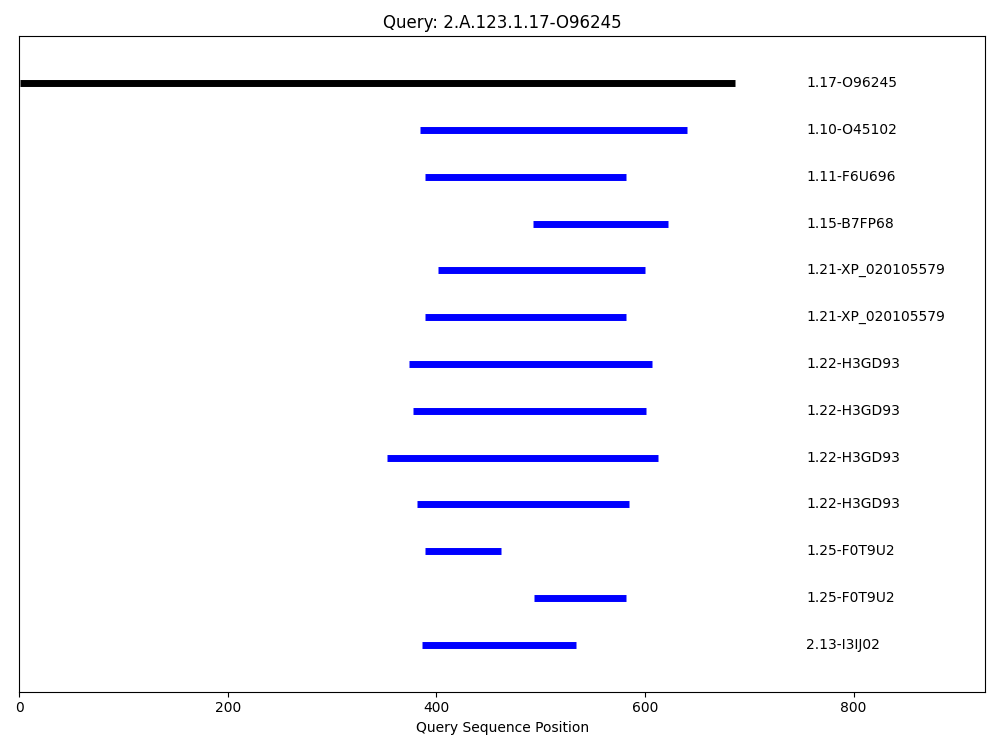 Query: 2.A.123.1.17-O96245
1.17-O96245
1.10-O45102
1.11-F6U696
1.15-B7FP68
1.21-XP_020105579
1.21-XP_020105579
1.22-H3GD93
1.22-H3GD93
1.22-H3GD93
1.22-H3GD93
1.25-F0T9U2
1.25-F0T9U2
2.13-I3IJ02
0 200 400 600 800
Query Sequence Position